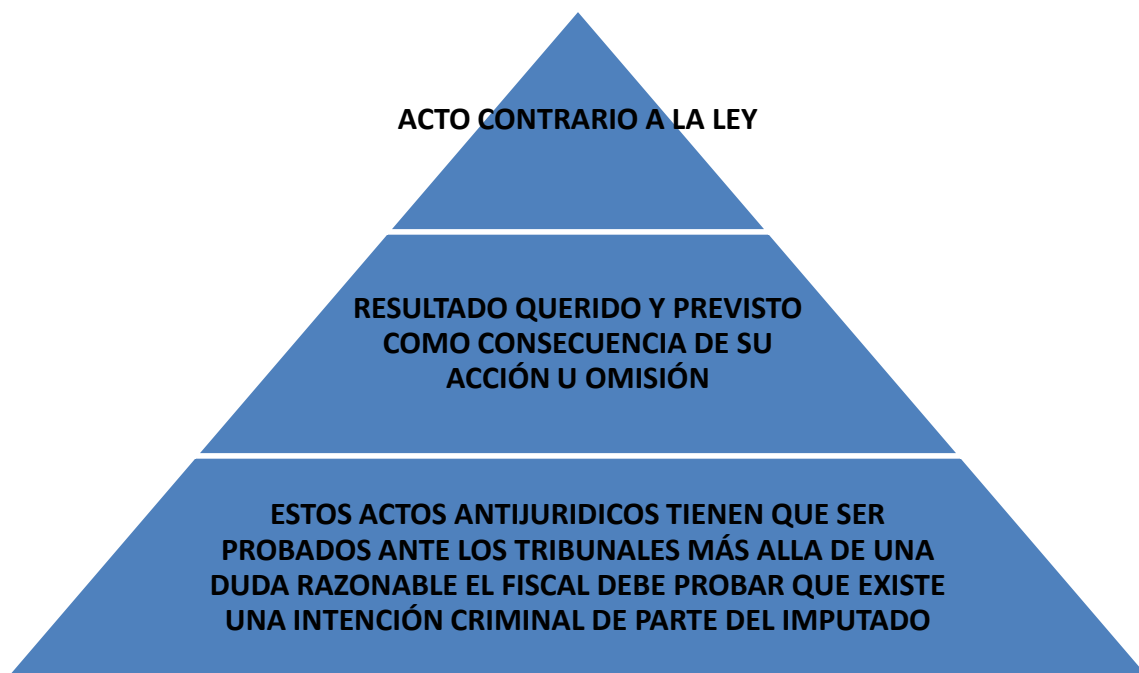 ACTO CONTRARIO A LA LEY
RESULTADO QUERIDO Y PREVISTO
COMO CONSECUENCIA DE SU
ACCIÓN U OMISIÓN
ESTOS ACTOS ANTIJURIDICOS TIENEN QUE SER
PROBADOS ANTE LOS TRIBUNALES MÁS ALLA DE UNA
DUDA RAZONABLE EL FISCAL DEBE PROBAR QUE EXISTE
UNA INTENCIÓN CRIMINAL DE PARTE DEL IMPUTADO